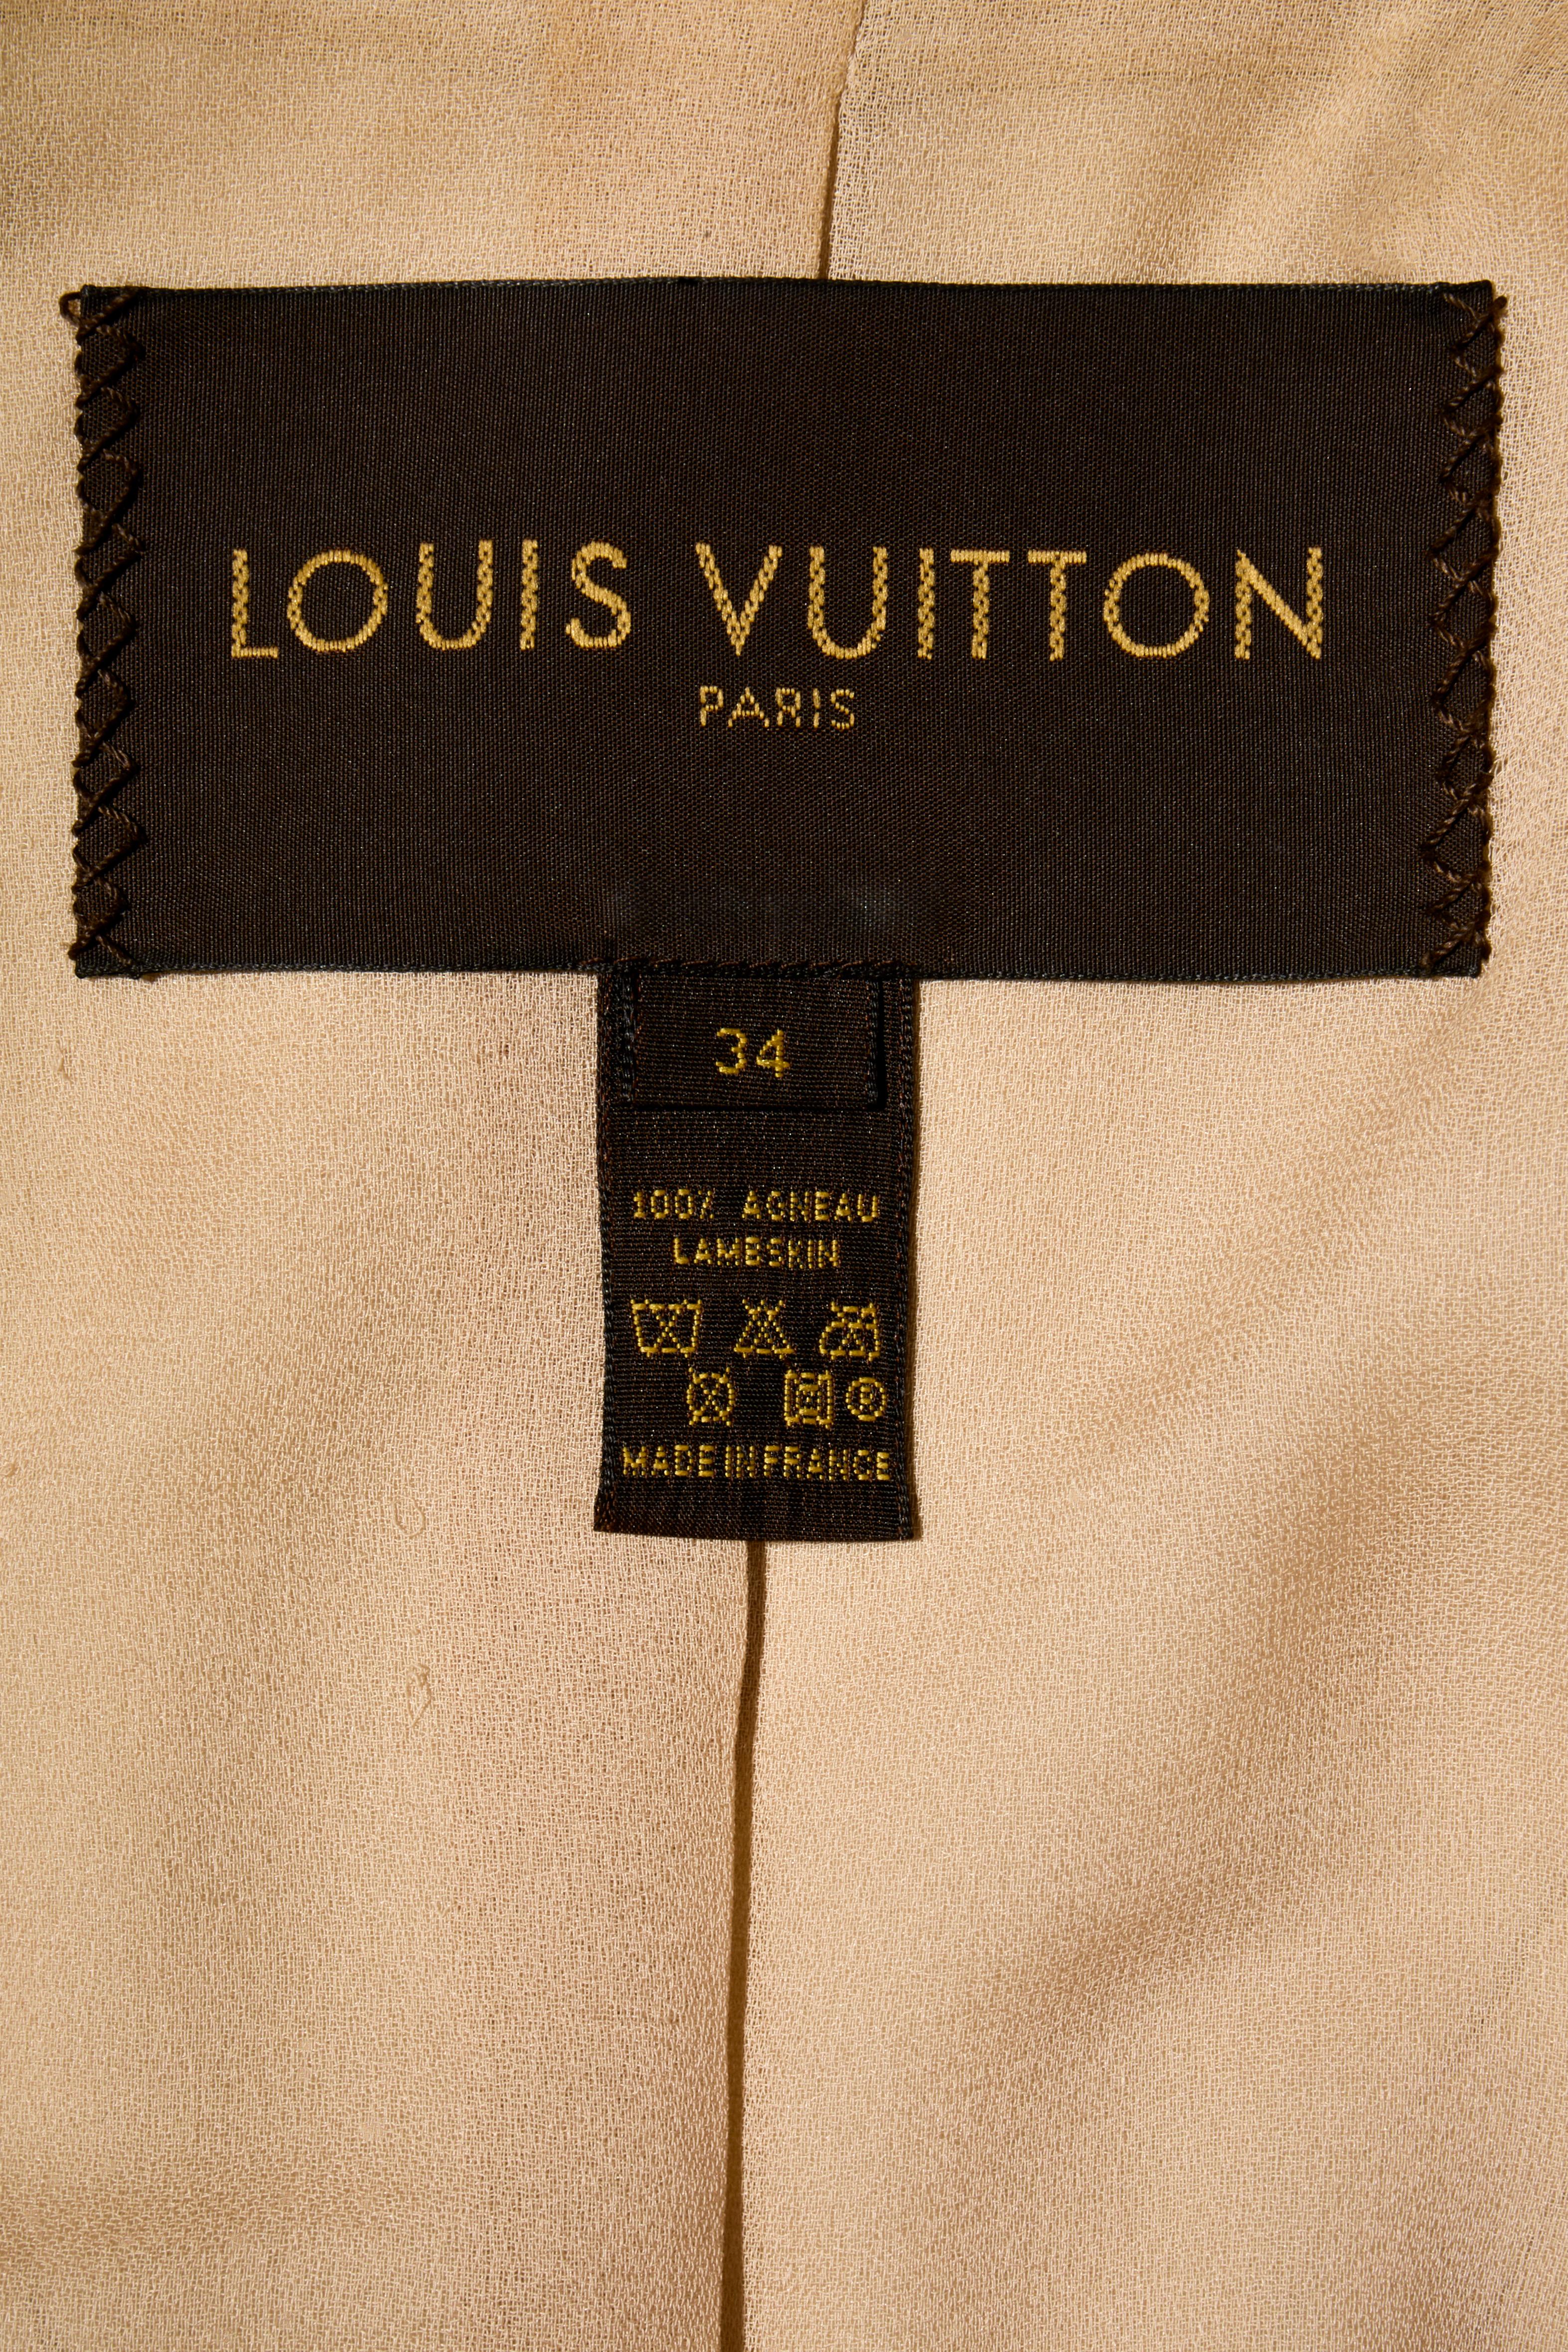 LOUIS VUITTON
PARIS
34
100% AGNEAU
LAMBSKIN
®
MADE IN FRANCE